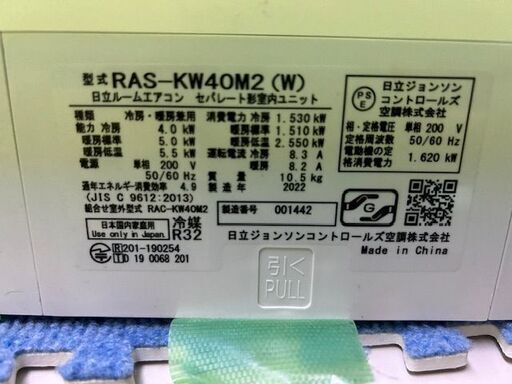 型式 RAS-KW40M2 (W)
日立ルームエアコン セパレート形室内ユニット
種類 冷房・暖房兼用
能力 冷房 4.0 kW
暖房標準 5.0 kW
暖房低温 5.5 kW
電源 単相 200 V
50/60 Hz
通年エネルギー消費効率 4.9
(JIS C 9612:2013)
組合せ室外型式 RAC-KW40M2
消費電力 冷房 1.530 kW
暖房標準 1.510 kW
暖房低温 2.550 kW
運転電流 冷房 8.3 A
暖房 8.2 A
質量 10.5 kg
製造年 2022
製造番号 001442
日本国内家庭用
Use only in Japan
冷媒
R32
R 201-190254
T D 19 0068 201
PS
E
日立ジョンソン
コントロールズ
空調株式会社
相・定格電圧 単相 200 V
定格周波数 50/60 Hz
電動機の定
格消費電力 1.620 kW
G
日立ジョンソンコントロールズ空調株式会社
Made in China
引く
PULL